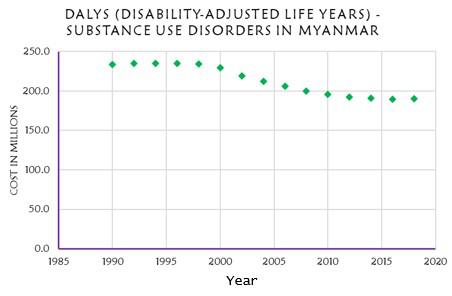 DALYS (DISABILITY-ADJUSTED LIFE YEARS) -
SUBSTANCE USE DISORDERS IN MYANMAR
COST IN MILLIONS
250.0
200.0
150.0
100.0
50.0
0.0
1985 1990 1995 2000 2005 2010 2015 2020
Year